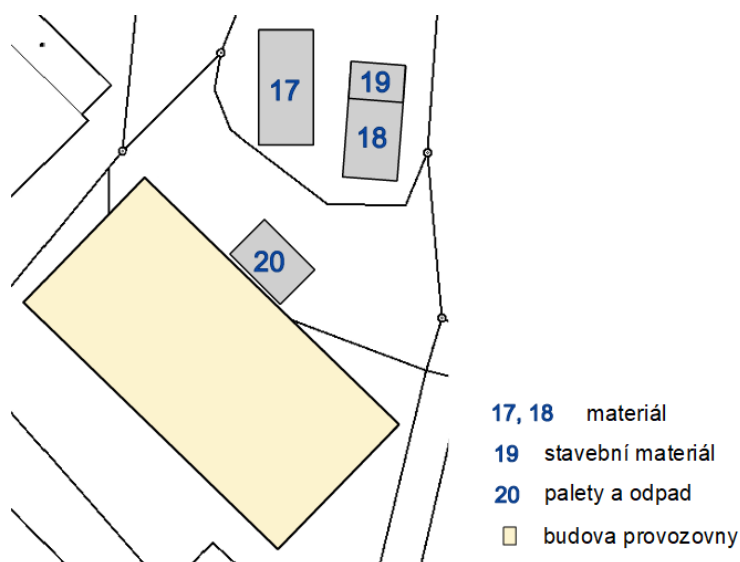 17
19
18
20
17, 18 materiál
19 stavební materiál
20 palety a odpad
budova provozovny